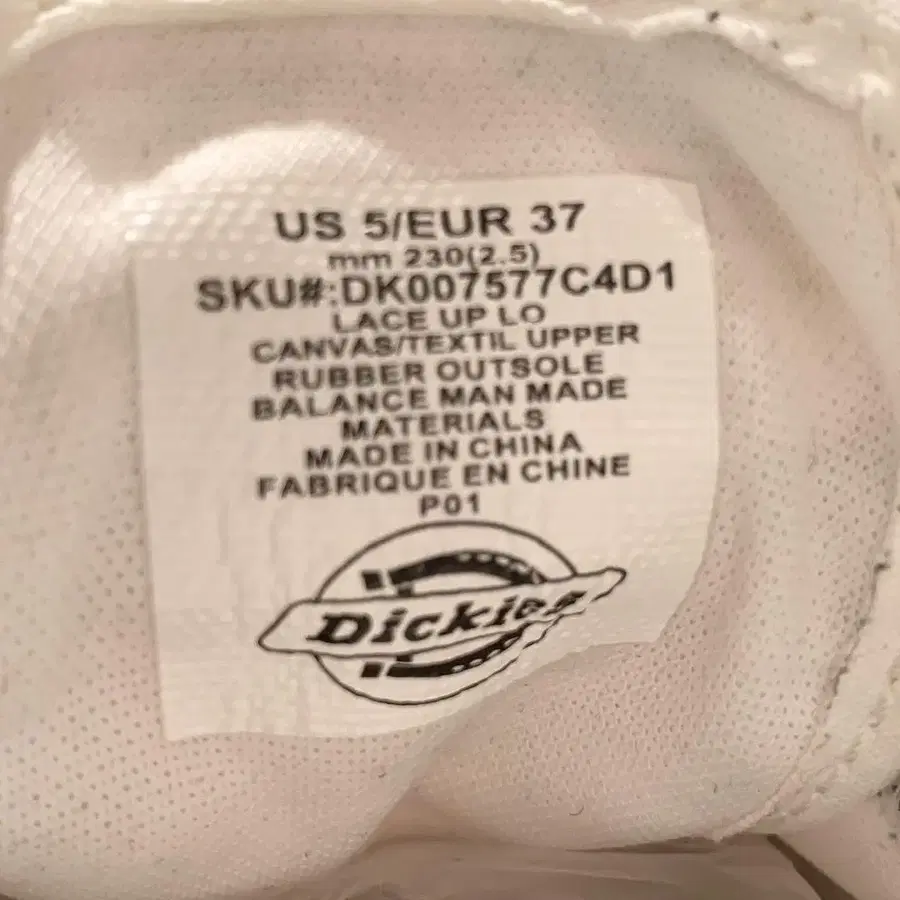 US 5/EUR 37
mm 230(2.5)
SKU#:DK007577C4D1
LACE UP LO
CANVAS/TEXTIL UPPER
RUBBER OUTSOLE
BALANCE MAN MADE
MATERIALS
MADE IN CHINA
FABRIQUE EN CHINE
P01
Dickies